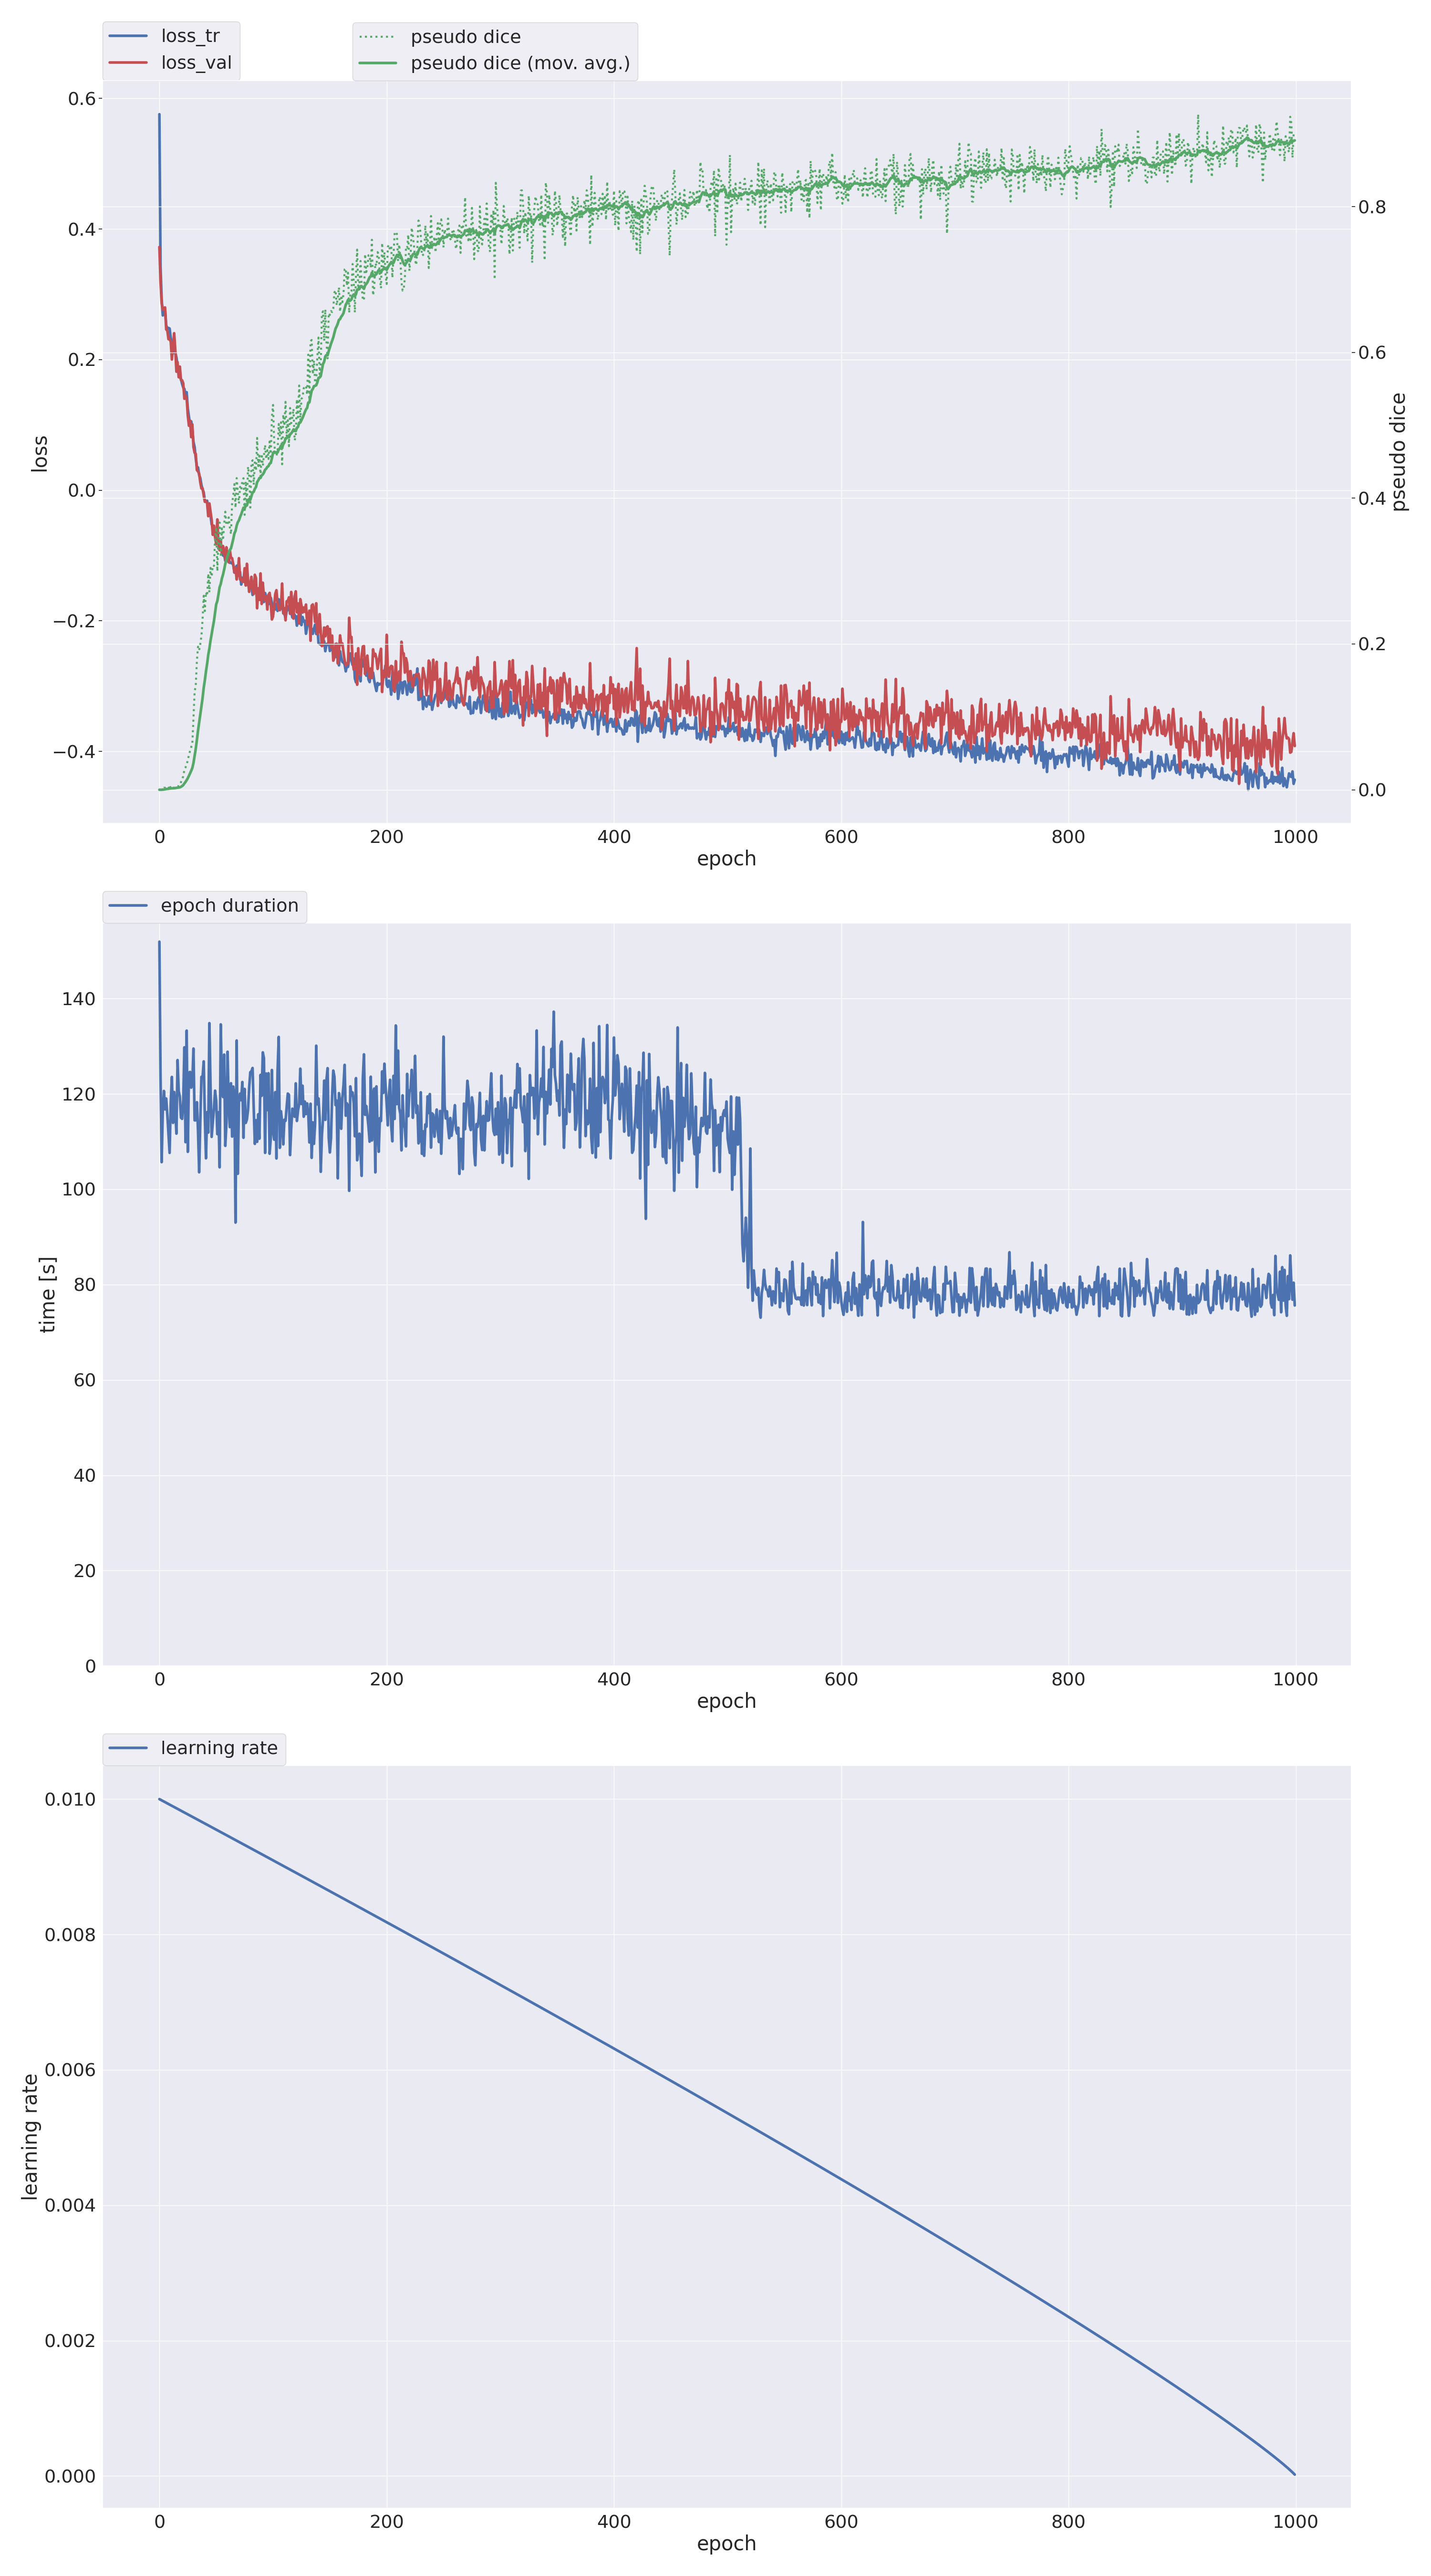 loss_tr
loss_val
pseudo dice
pseudo dice (mov. avg.)
0.6
0.4
0.2
0.0
−0.2
−0.4
loss
0.8
0.6
0.4
0.2
0.0
pseudo dice
0 200 400 600 800 1000
epoch
epoch duration
140
120
100
80
60
40
20
0
time [s]
0 200 400 600 800 1000
epoch
learning rate
0.010
0.008
0.006
0.004
0.002
0.000
learning rate
0 200 400 600 800 1000
epoch